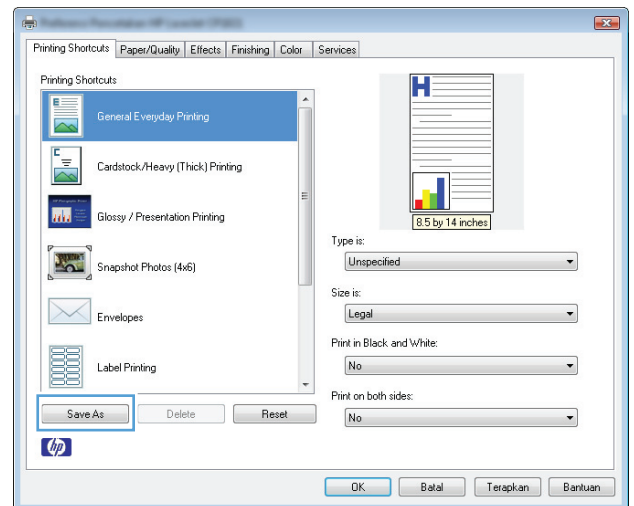 Printing Shortcuts Paper/Quality Effects Finishing Color Services
Printing Shortcuts
General Everyday Printing
Cardstock/Heavy (Thick) Printing
Glossy / Presentation Printing
Snapshot Photos (4x6)
Envelopes
Label Printing
Save As Delete Reset
H
8.5 by 14 inches
Type is:
Unspecified
Size is:
Legal
Print in Black and White:
No
Print on both sides:
No
hp
OK Batal Terapkan Bantuan